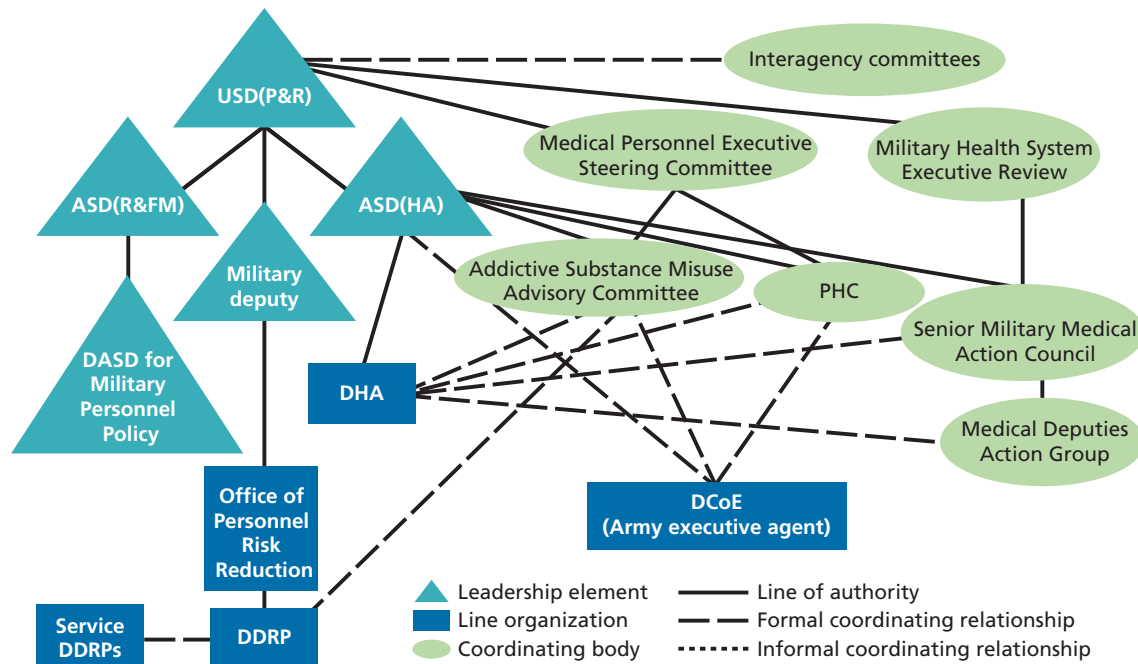 Interagency committees
USD(P&R)
Medical Personnel Executive
Steering Committee
Military Health System
Executive Review
ASD(R&FM)
ASD(HA)
Military
deputy
Addictive Substance Misuse
Advisory Committee
PHC
Senior Military Medical
Action Council
DASD for
Military
Personnel
Policy
DHA
Medical Deputies
Action Group
Office of
Personnel
Risk
Reduction
DCoE
(Army executive agent)
Service
DDRPs
DDRP
Leadership element
Line organization
Coordinating body
Line of authority
Formal coordinating relationship
Informal coordinating relationship